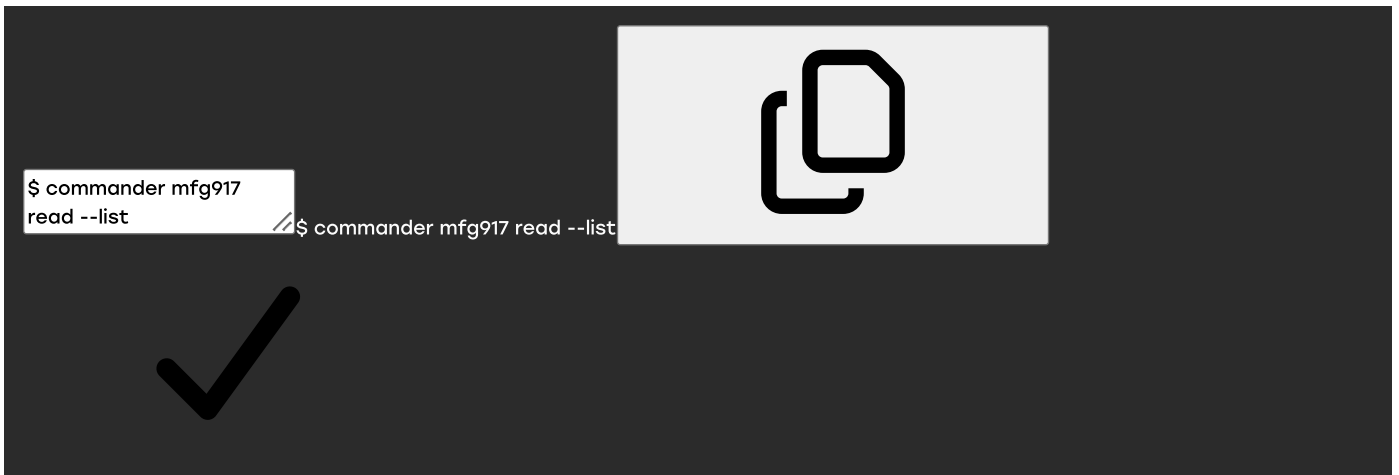 $ commander mfg917
read --list
$ commander mfg917 read --list